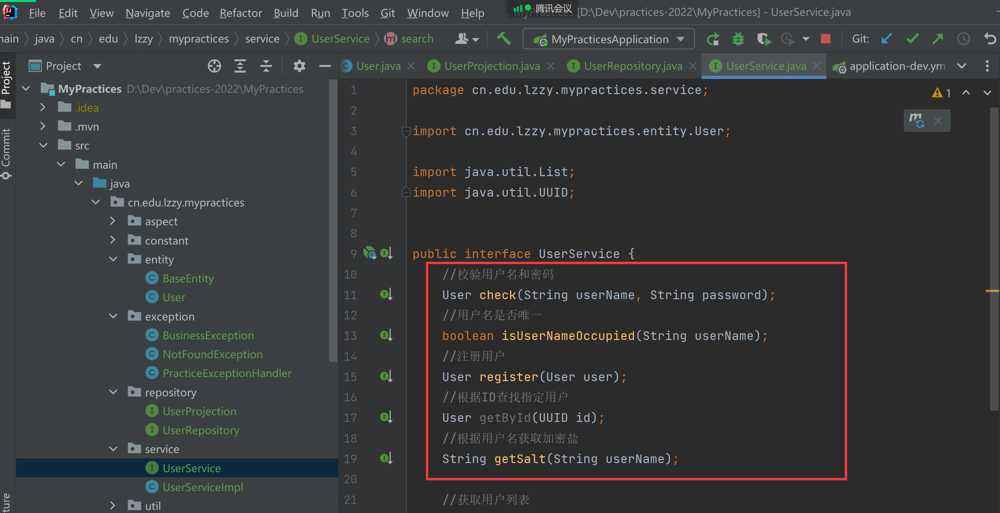 File Edit View Navigate Code Refactor Build Run Tools Git Window Help
腾讯会议
MyPractices [D:\Dev\practices-2022\MyPractices] - UserService.java
main java cn edu lzzy mypractices service UserService search
MyPracticesApplication
Git:
Project
User.java UserProjection.java UserRepository.java UserService.java application-dev.ym
Project
Commit
MyPractices D:\Dev\practices-2022\MyPractices
.idea
.mvn
src
main
java
cn.edu.lzzy.mypractices
aspect
constant
entity
BaseEntity
User
exception
BusinessException
NotFoundException
PracticeExceptionHandler
repository
UserProjection
UserRepository
service
UserService
UserServiceImpl
util
1
1 package cn.edu.lzzy.mypractices.service;
2
3 import cn.edu.lzzy.mypractices.entity.User;
4
5 import java.util.List;
6 import java.util.UUID;
7
8
9 public interface UserService {
10 //校验用户名和密码
11 User check(String userName, String password);
12 //用户名是否唯一
13 boolean isUserNameOccupied(String userName);
14 //注册用户
15 User register(User user);
16 //根据ID查找指定用户
17 User getById(UUID id);
18 //根据用户名获取加密盐
19 String getSalt(String userName);
20
21 //获取用户列表